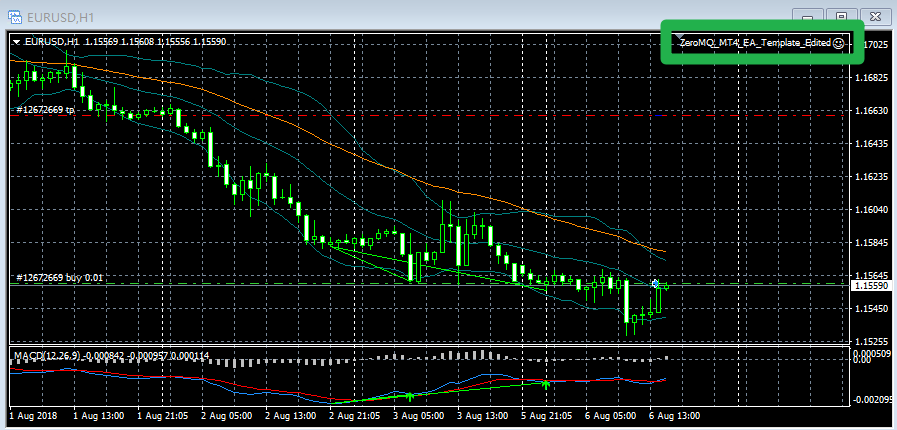 EURUSD,H1
EURUSD,H1 1.15569 1.15608 1.15556 1.15590
ZeroMQ_MT4_EA_Template_Edited
1.17025
1.16825
#12672669 tp
1.16630
1.16435
1.16235
1.16040
1.15845
#12672669 buy 0.01
1.15645
1.15590
1.15450
1.15255
MACD(12,26,9) -0.000842 -0.000957 0.000114
0.000509
0.00
-0.002095
1 Aug 2018
1 Aug 13:00
1 Aug 21:05
2 Aug 05:00
2 Aug 13:00
2 Aug 21:05
3 Aug 05:00
3 Aug 13:00
5 Aug 21:05
6 Aug 05:00
6 Aug 13:00